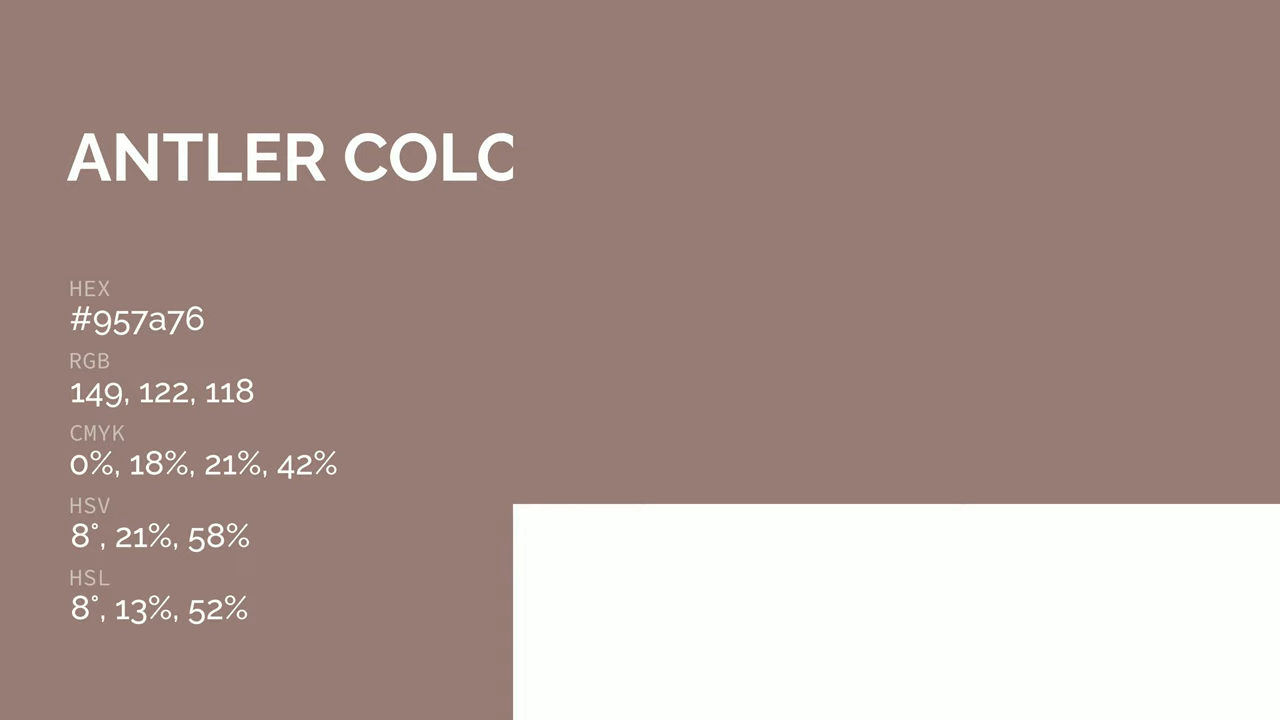 ANTLER COLO
HEX
#957a76
RGB
149, 122, 118
CMYK
0%, 18%, 21%, 42%
HSV
8°, 21%, 58%
HSL
8°, 13%, 52%